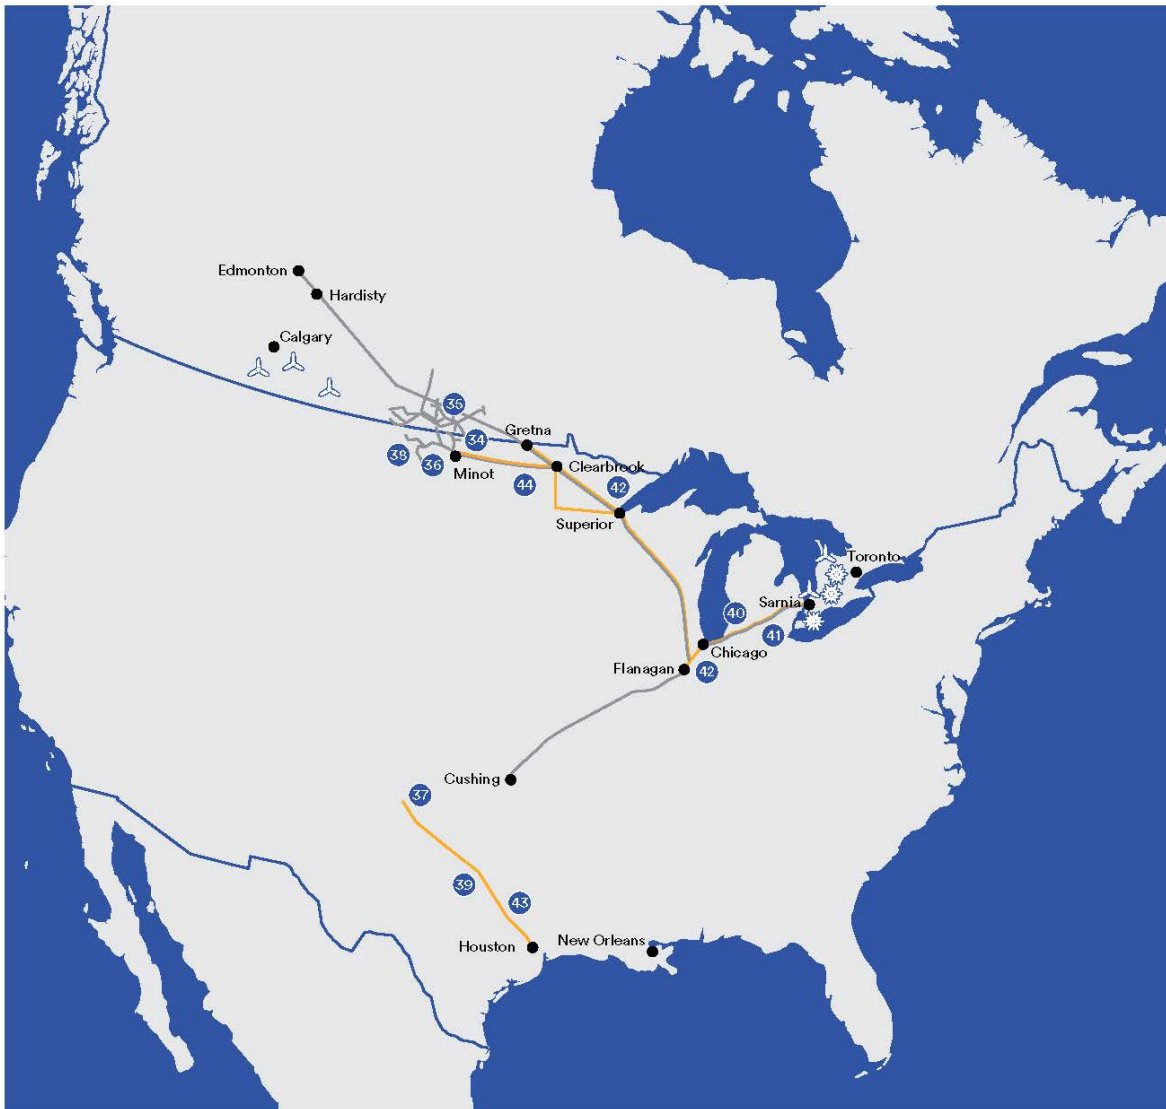 Edmonton
Hardisty
Calgary
35
Gretna
34
38
36
Minot
Clearbrook
44
42
Superior
Toronto
Sarnia
40
41
Chicago
Flanagan
42
Cushing
37
39
43
Houston
New Orleans